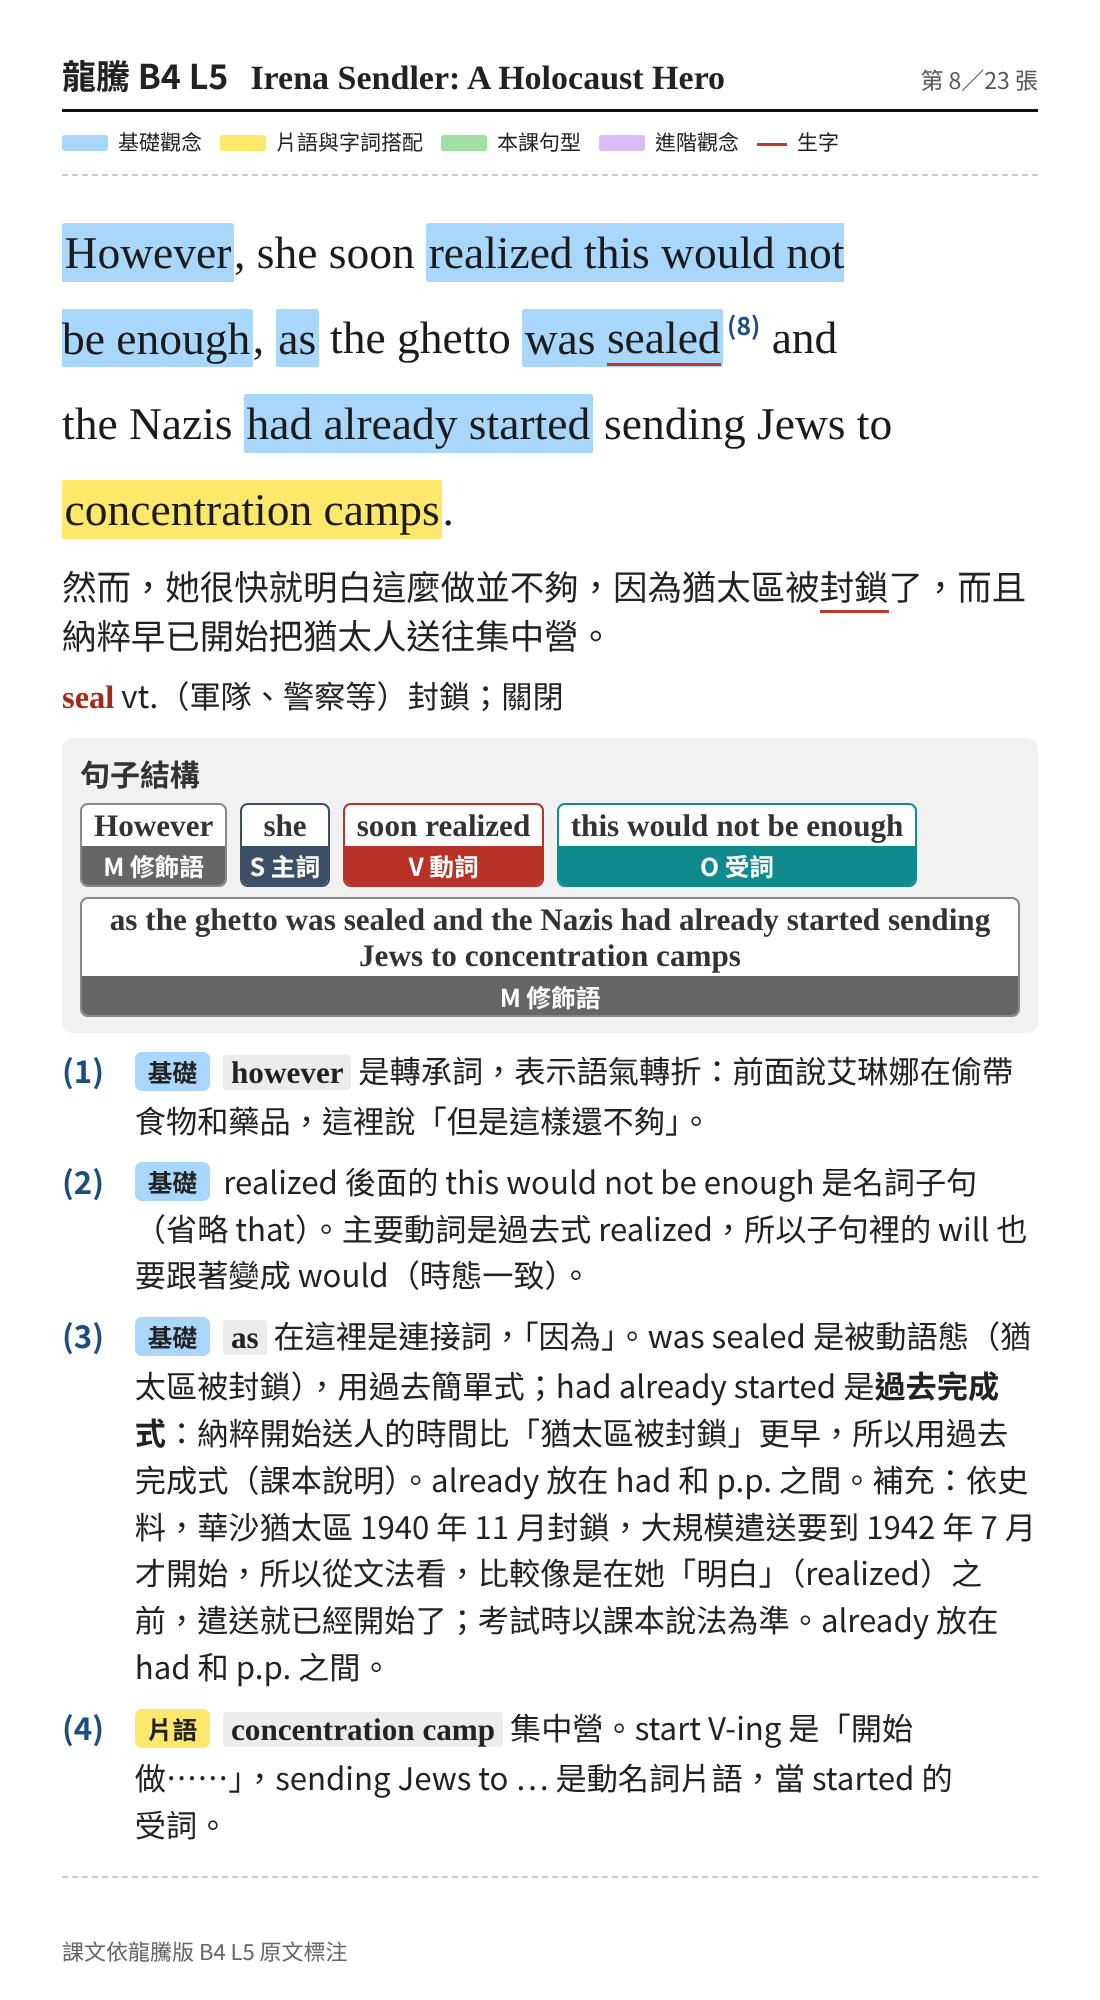 龍騰 B4 L5 Irena Sendler: A Holocaust Hero 第 8／23 張
基礎觀念 片語與字詞搭配 本課句型 進階觀念 生字
However, she soon realized this would not
be enough, as the ghetto was sealed(8) and
the Nazis had already started sending Jews to
concentration camps.
然而，她很快就明白這麼做並不夠，因為猶太區被封鎖了，而且
納粹早已開始把猶太人送往集中營。
seal vt.（軍隊、警察等）封鎖；關閉
句子結構
However she soon realized this would not be enough
M 修飾語 S 主詞 V 動詞 O 受詞
as the ghetto was sealed and the Nazis had already started sending
Jews to concentration camps
M 修飾語
(1) 基礎 however 是轉承詞，表示語氣轉折：前面說艾琳娜在偷帶
食物和藥品，這裡說「但是這樣還不夠」。
(2) 基礎 realized 後面的 this would not be enough 是名詞子句
（省略 that）。主要動詞是過去式 realized，所以子句裡的 will 也
要跟著變成 would（時態一致）。
(3) 基礎 as 在這裡是連接詞，「因為」。was sealed 是被動語態（猶
太區被封鎖），用過去簡單式；had already started 是過去完成
式：納粹開始送人的時間比「猶太區被封鎖」更早，所以用過去
完成式（課本說明）。already 放在 had 和 p.p. 之間。補充：依史
料，華沙猶太區 1940 年 11 月封鎖，大規模遣送要到 1942 年 7 月
才開始，所以從文法看，比較像是在她「明白」（realized）之
前，遣送就已經開始了；考試時以課本說法為準。already 放在
had 和 p.p. 之間。
(4) 片語 concentration camp 集中營。start V-ing 是「開始
做⋯⋯」，sending Jews to … 是動名詞片語，當 started 的
受詞。
課文依龍騰版 B4 L5 原文標注